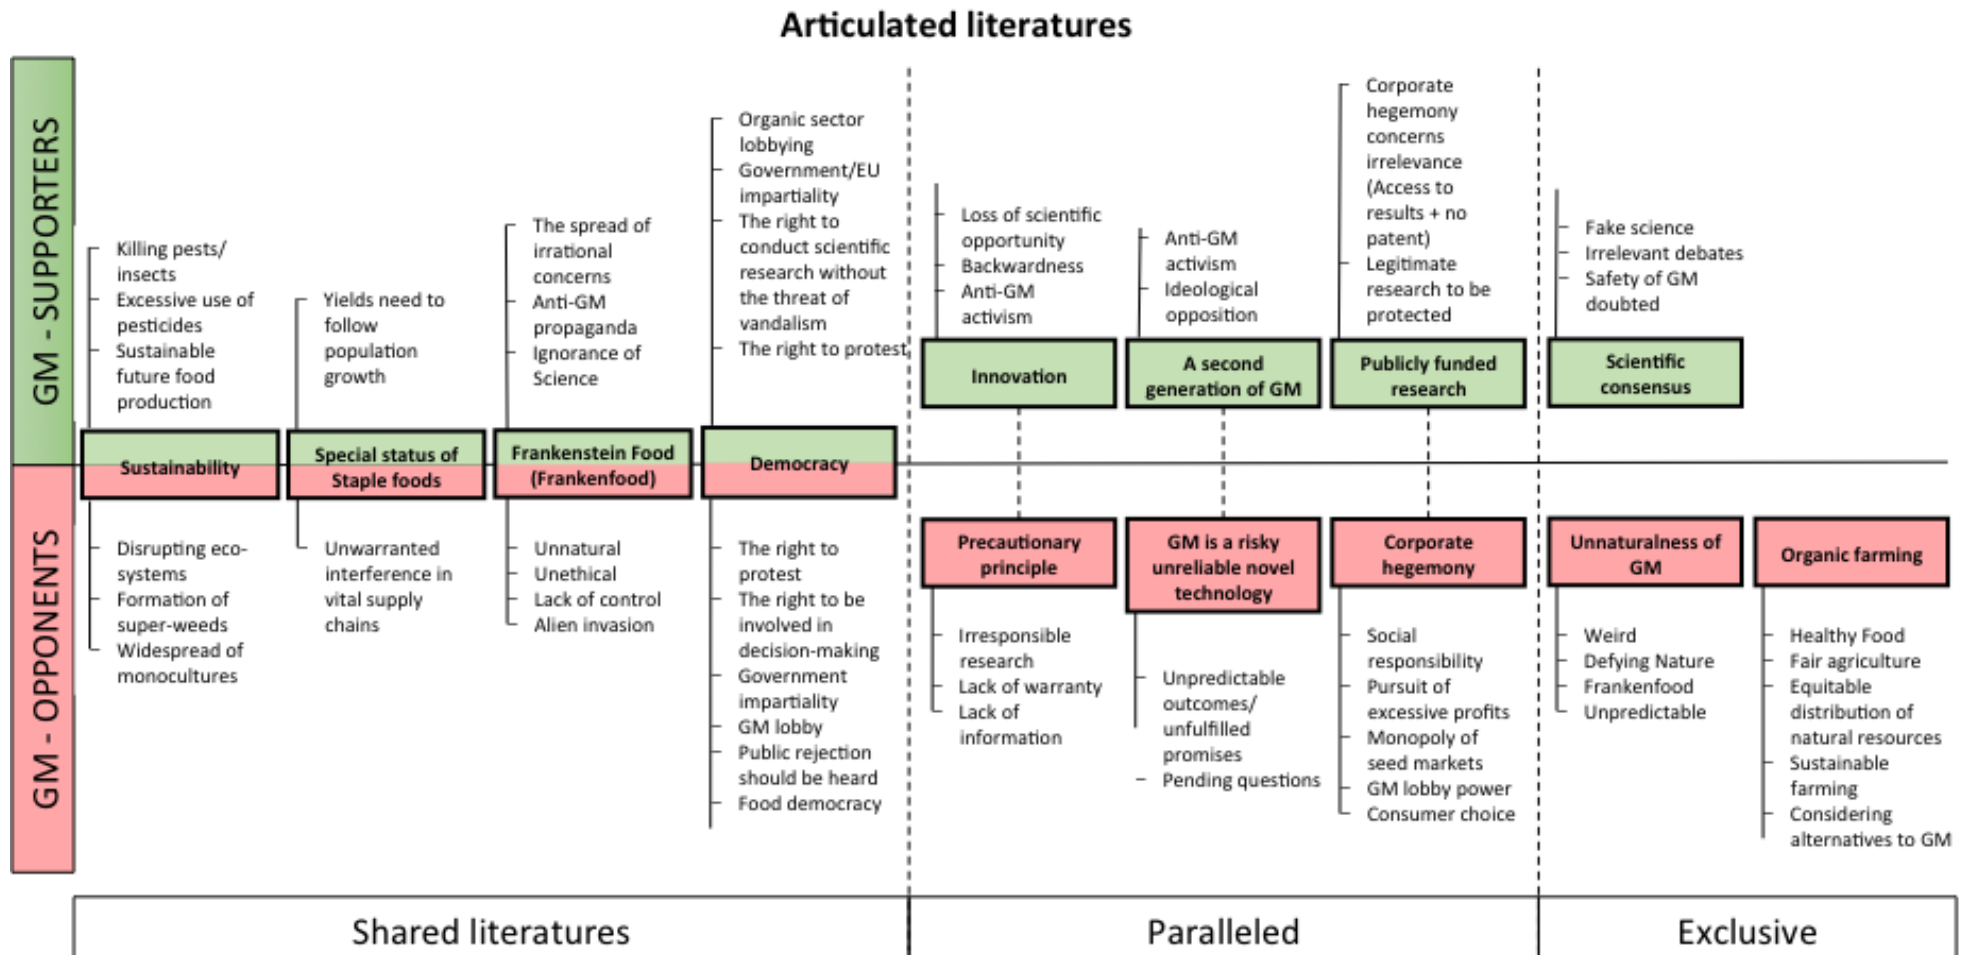 Articulated literatures
GM - SUPPORTERS
Killing pests/
insects
Excessive use of
pesticides
Sustainable
future food
production
Yields need to
follow
population
growth
The spread of
irrational
concerns
Anti-GM
propaganda
Ignorance of
Science
Organic sector
lobbying
Government/EU
impartiality
The right to
conduct scientific
research without
the threat of
vandalism
The right to protest
Loss of scientific
opportunity
Backwardness
Anti-GM
activism
Anti-GM
activism
Ideological
opposition
Corporate
hegemony
concerns
irrelevance
(Access to
results + no
patent)
Legitimate
research to be
protected
Fake science
Irrelevant debates
Safety of GM
doubted
Innovation
A second
generation of GM
Publicly funded
research
Scientific
consensus
Sustainability
Special status of
Staple foods
Frankenstein Food
(Frankenfood)
Democracy
GM - OPPONENTS
Precautionary
principle
GM is a risky
unreliable novel
technology
Corporate
hegemony
Unnaturalness of
GM
Organic farming
Disrupting eco-
systems
Formation of
super-weeds
Widespread of
monocultures
Unwarranted
interference in
vital supply
chains
Unnatural
Unethical
Lack of control
Alien invasion
The right to
protest
The right to be
involved in
decision-making
Government
impartiality
GM lobby
Public rejection
should be heard
Food democracy
Irresponsible
research
Lack of warranty
Lack of
information
Unpredictable
outcomes/
unfulfilled
promises
Pending questions
Social
responsibility
Pursuit of
excessive profits
Monopoly of
seed markets
GM lobby power
Consumer choice
Weird
Defying Nature
Frankenfood
Unpredictable
Healthy Food
Fair agriculture
Equitable
distribution of
natural resources
Sustainable
farming
Considering
alternatives to GM
Shared literatures
Paralleled
Exclusive